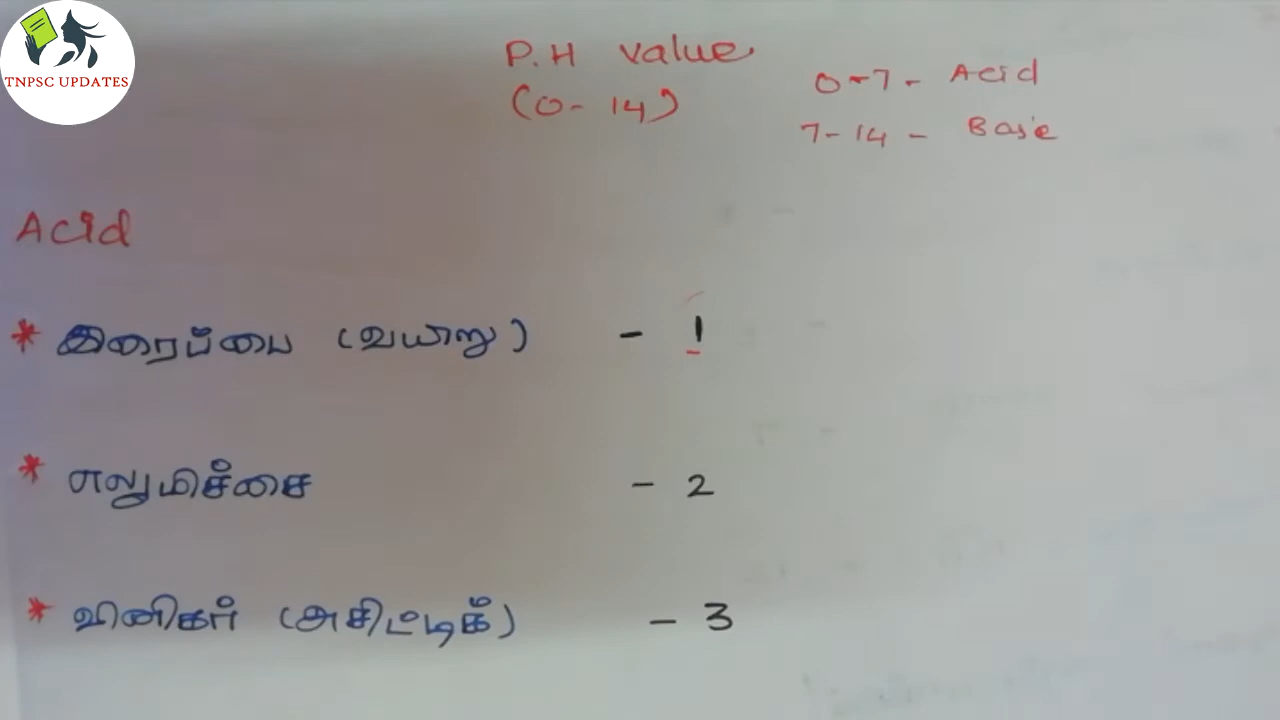 TNPSC UPDATES
P.H value
(0 - 14)
0-7 - Acid
7-14 - Base
Acid
* இரைப்பை (வயிறு) - 1
* எலுமிச்சை - 2
* வினிகர் (அசிட்டிக்) - 3